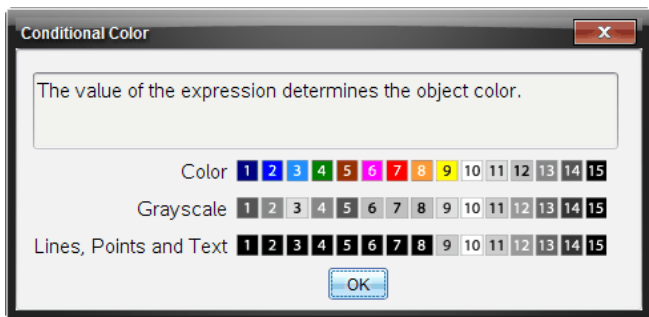 Conditional Color
The value of the expression determines the object color.
Color 1 2 3 4 5 6 7 8 9 10 11 12 13 14 15
Grayscale 1 2 3 4 5 6 7 8 9 10 11 12 13 14 15
Lines, Points and Text 1 2 3 4 5 6 7 8 9 10 11 12 13 14 15
OK